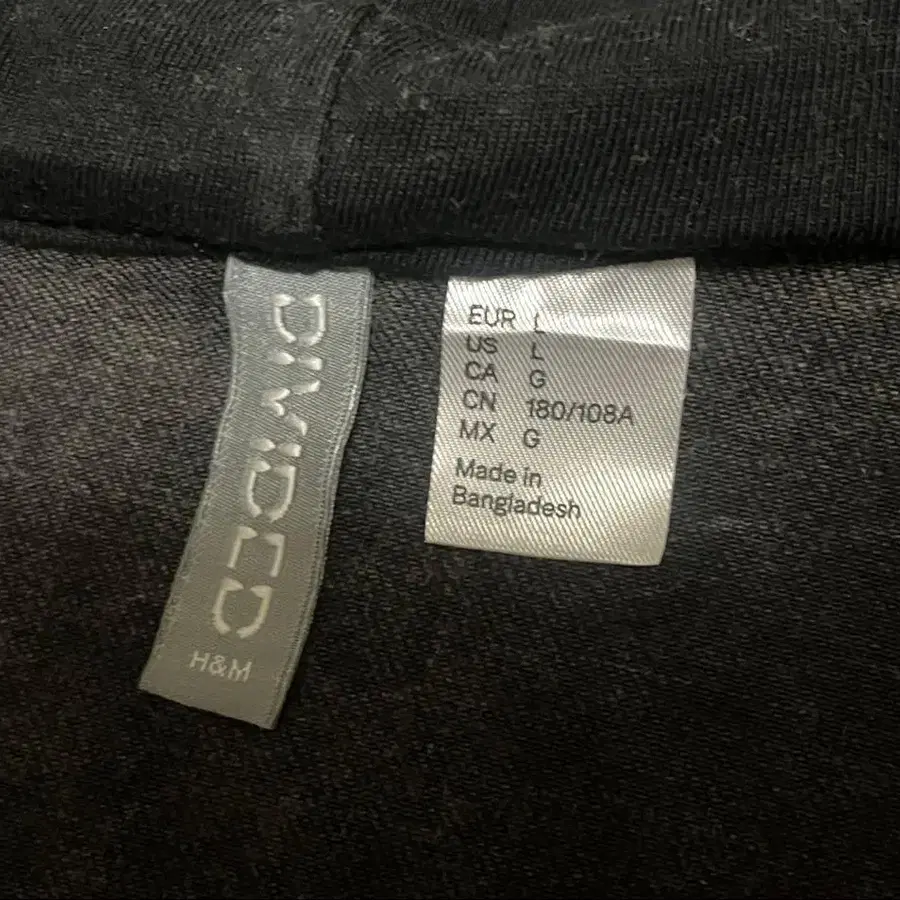 DIVIDED
H&M
EUR L
US L
CA G
CN 180/108A
MX G
Made in
Bangladesh